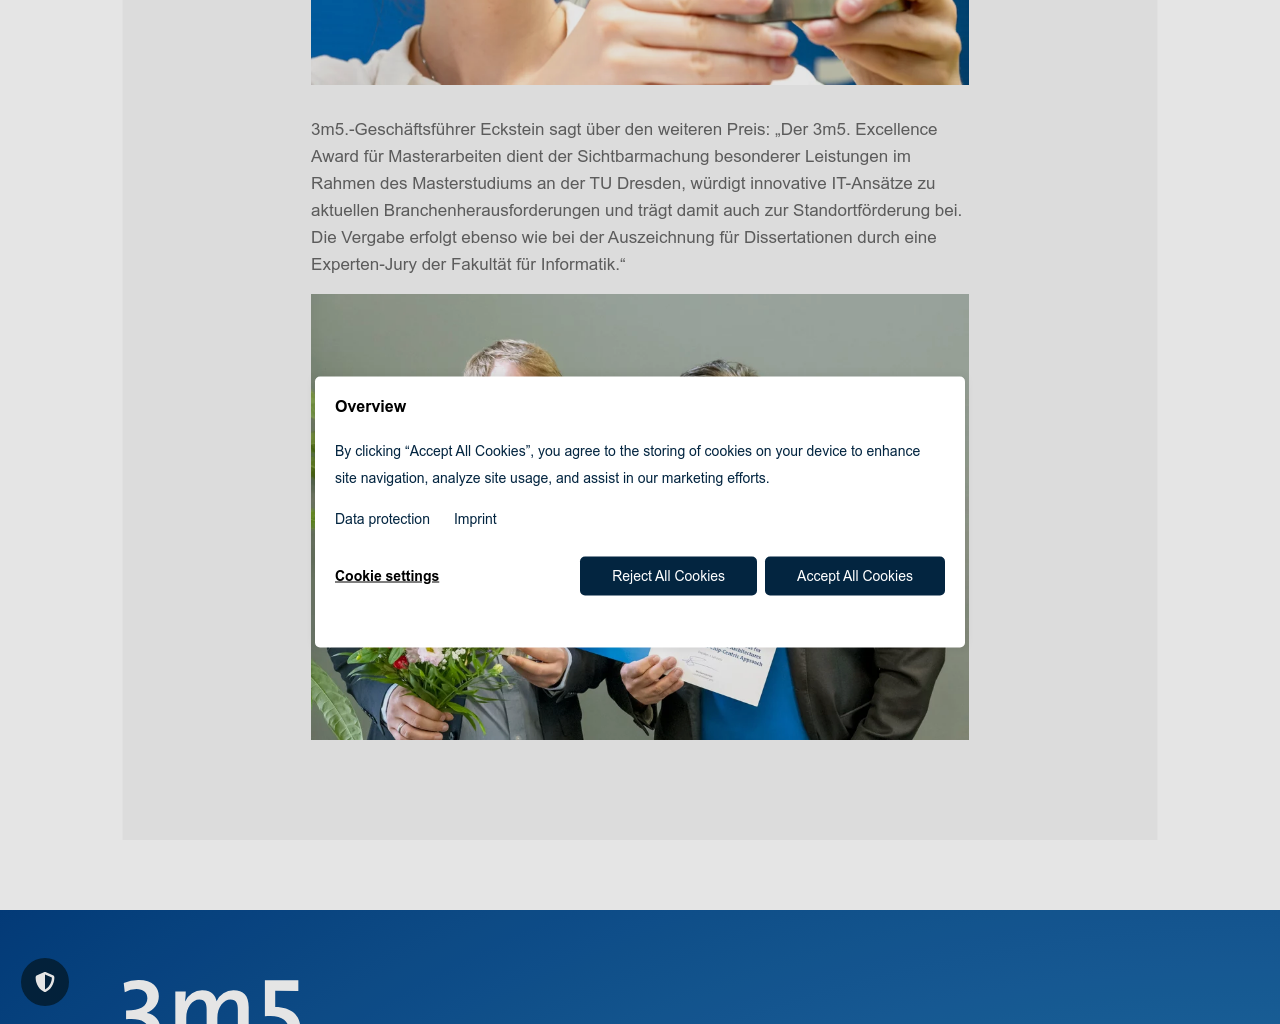 3m5.-Geschäftsführer Eckstein sagt über den weiteren Preis: „Der 3m5. Excellence
Award für Masterarbeiten dient der Sichtbarmachung besonderer Leistungen im
Rahmen des Masterstudiums an der TU Dresden, würdigt innovative IT-Ansätze zu
aktuellen Branchenherausforderungen und trägt damit auch zur Standortförderung bei.
Die Vergabe erfolgt ebenso wie bei der Auszeichnung für Dissertationen durch eine
Experten-Jury der Fakultät für Informatik.“
Overview
By clicking “Accept All Cookies”, you agree to the storing of cookies on your device to enhance
site navigation, analyze site usage, and assist in our marketing efforts.
Data protection Imprint
Cookie settings Reject All Cookies Accept All Cookies
3m5